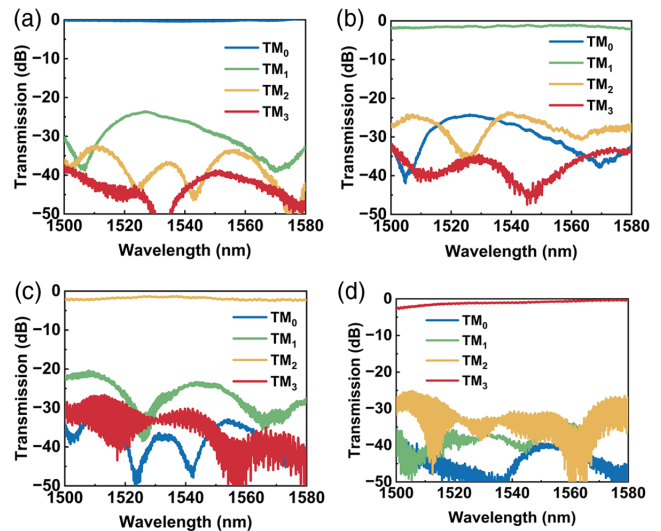 (a)
0
−10
−20
−30
−40
−50
Transmission (dB)
TM₀
TM₁
TM₂
TM₃
1500
1520
1540
1560
1580
Wavelength (nm)
(b)
0
−10
−20
−30
−40
−50
Transmission (dB)
TM₀
TM₁
TM₂
TM₃
1500
1520
1540
1560
1580
Wavelength (nm)
(c)
0
−10
−20
−30
−40
−50
Transmission (dB)
TM₀
TM₁
TM₂
TM₃
1500
1520
1540
1560
1580
Wavelength (nm)
(d)
0
−10
−20
−30
−40
−50
Transmission (dB)
TM₀
TM₁
TM₂
TM₃
1500
1520
1540
1560
1580
Wavelength (nm)